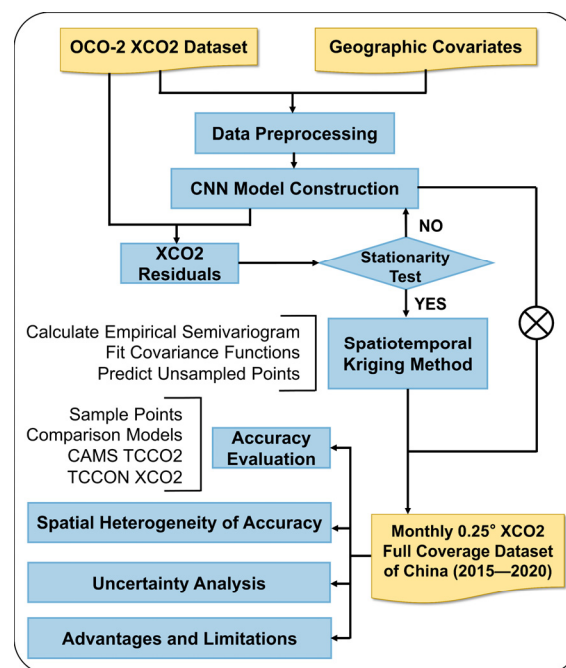 OCO-2 XCO2 Dataset
Geographic Covariates
Data Preprocessing
CNN Model Construction
XCO2
Residuals
Stationarity
Test
NO
YES
Calculate Empirical Semivariogram
Fit Covariance Functions
Predict Unsampled Points
Spatiotemporal
Kriging Method
Sample Points
Comparison Models
CAMS TCCO2
TCCON XCO2
Accuracy
Evaluation
Spatial Heterogeneity of Accuracy
Uncertainty Analysis
Advantages and Limitations
Monthly 0.25° XCO2
Full Coverage Dataset
of China (2015—2020)